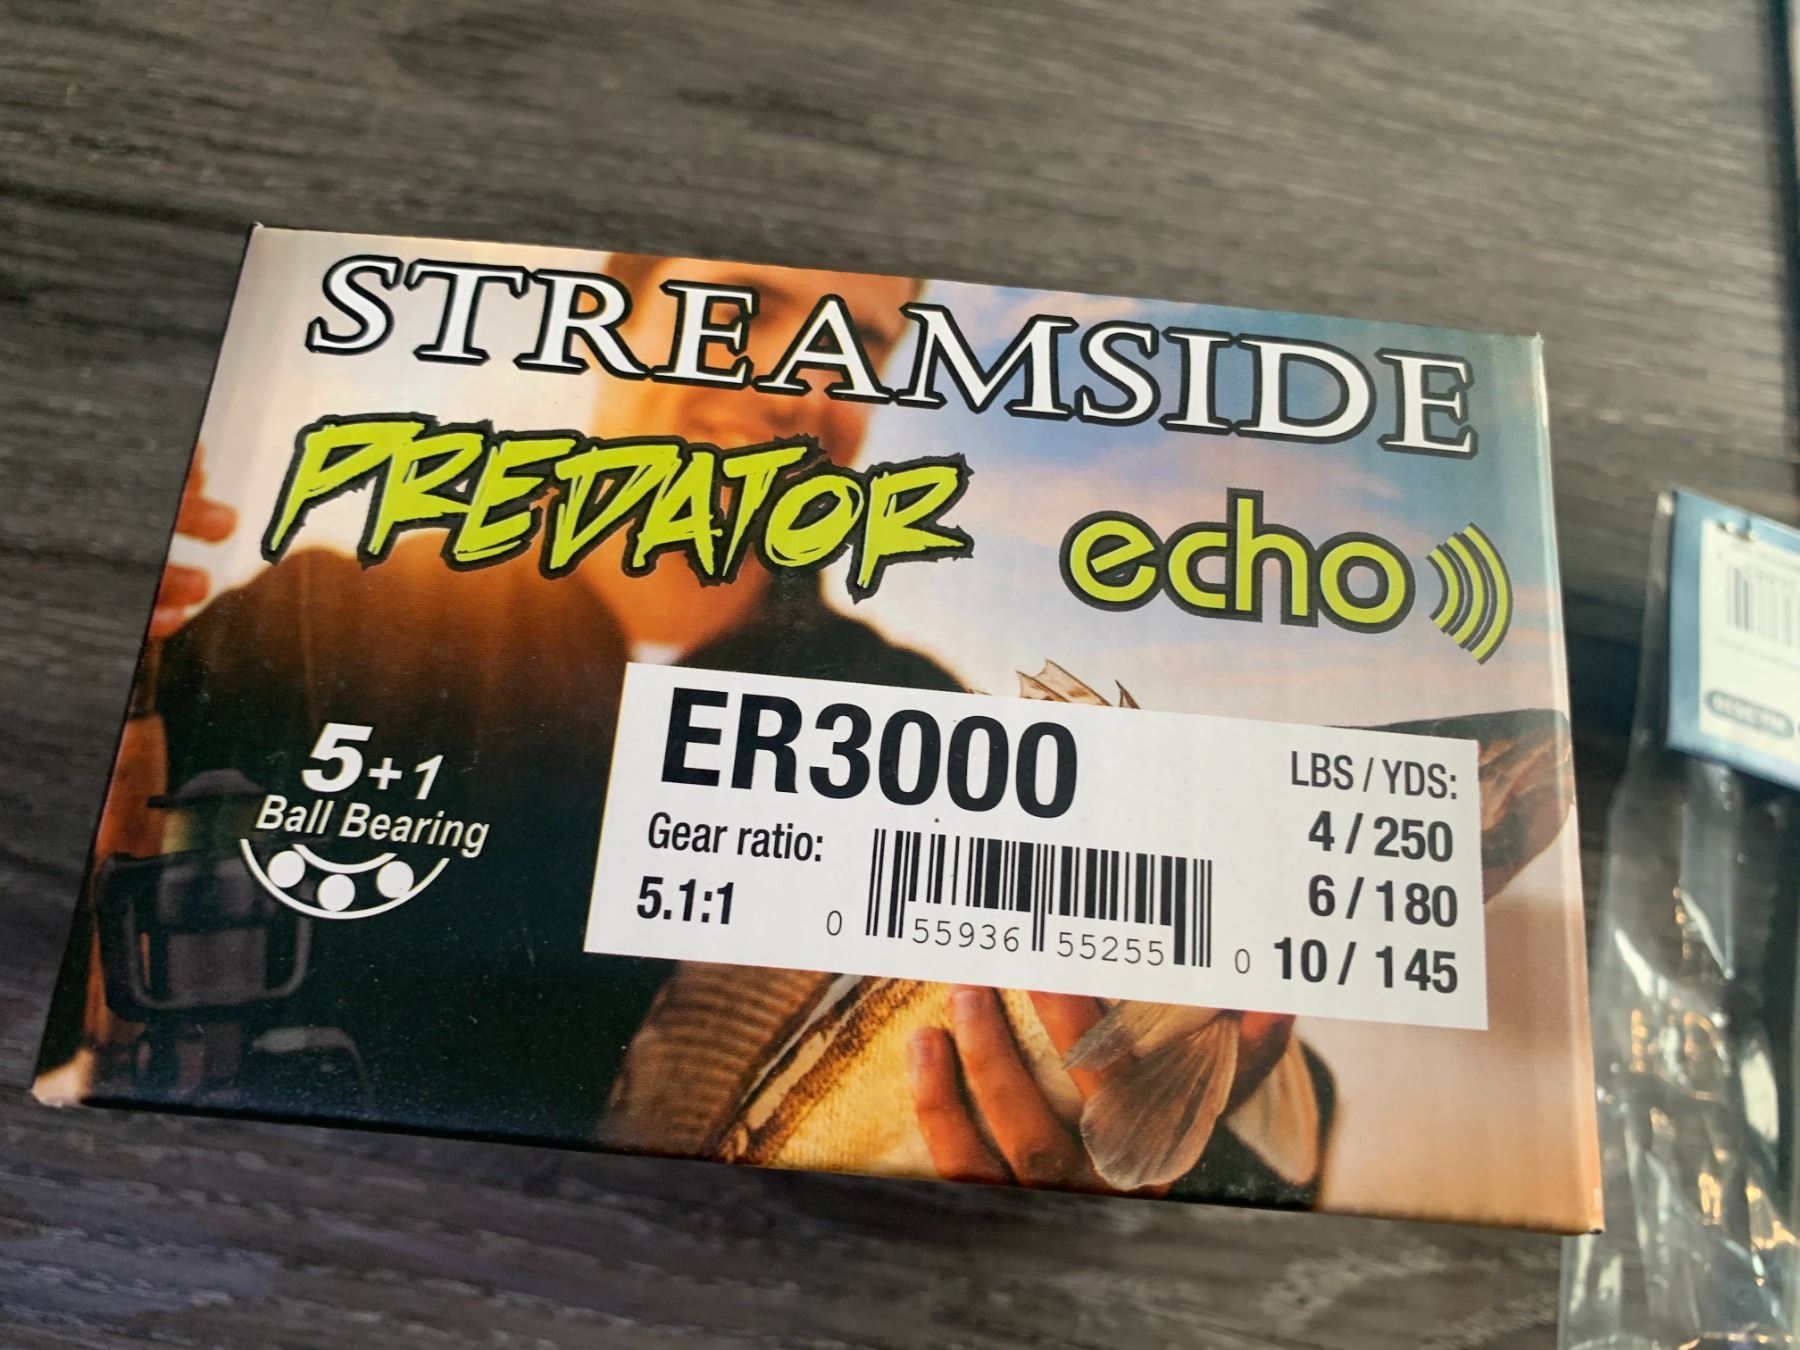 STREAMSIDE
PREDATOR echo
5+1
Ball Bearing
ER3000
Gear ratio:
5.1:1
0 55936 55255 0
LBS / YDS:
4 / 250
6 / 180
10 / 145